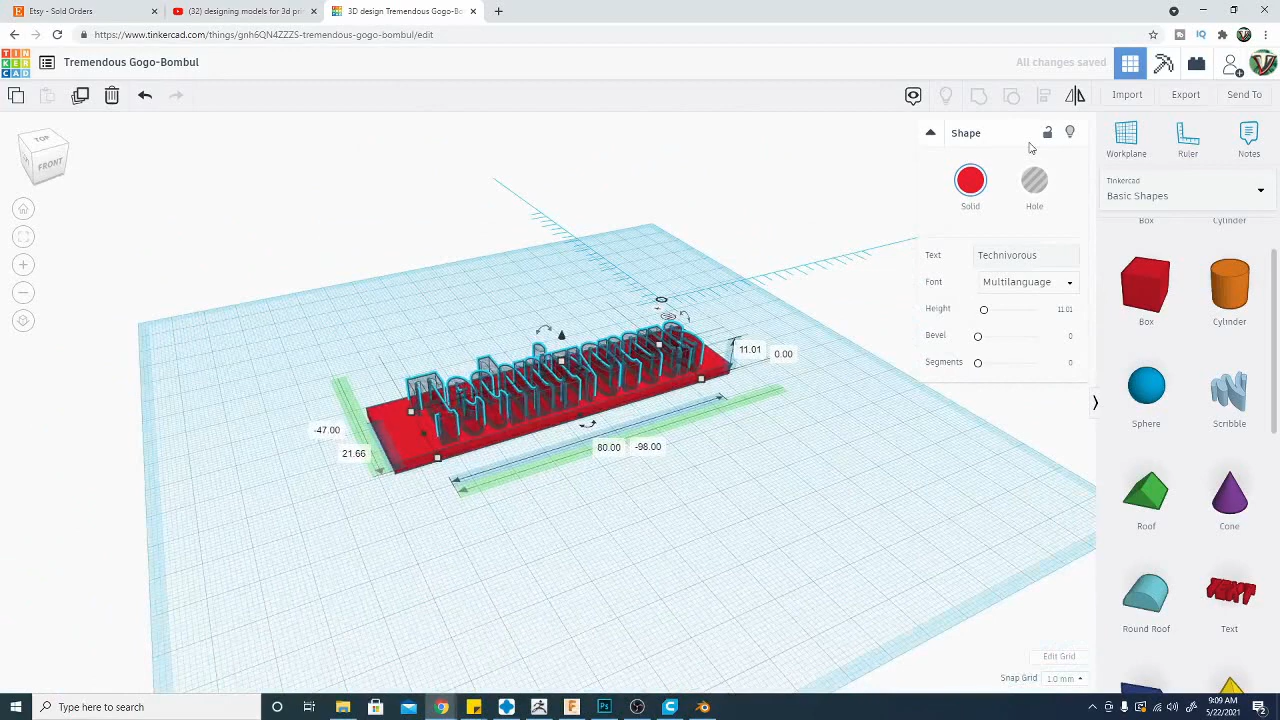 Etsy - Sold Orders
(32) designing models for 3d pri
3D design Tremendous Gogo-Bo
https://www.tinkercad.com/things/gnh6QN4ZZZS-tremendous-gogo-bombul/edit
TIN
KER
CAD
Tremendous Gogo-Bombul
All changes saved
Import
Export
Send To
TOP
FRONT
Shape
Solid
Hole
Text
Technivorous
Font
Multilanguage
Height
11.01
Bevel
0
Segments
0
Workplane
Ruler
Notes
Tinkercad
Basic Shapes
Box
Cylinder
Box
Cylinder
Sphere
Scribble
Roof
Cone
Round Roof
Text
TEXT
11.01
0.00
-47.00
21.66
80.00
-98.00
Edit Grid
Snap Grid
1.0 mm
Type here to search
9:09 AM
5/22/2021